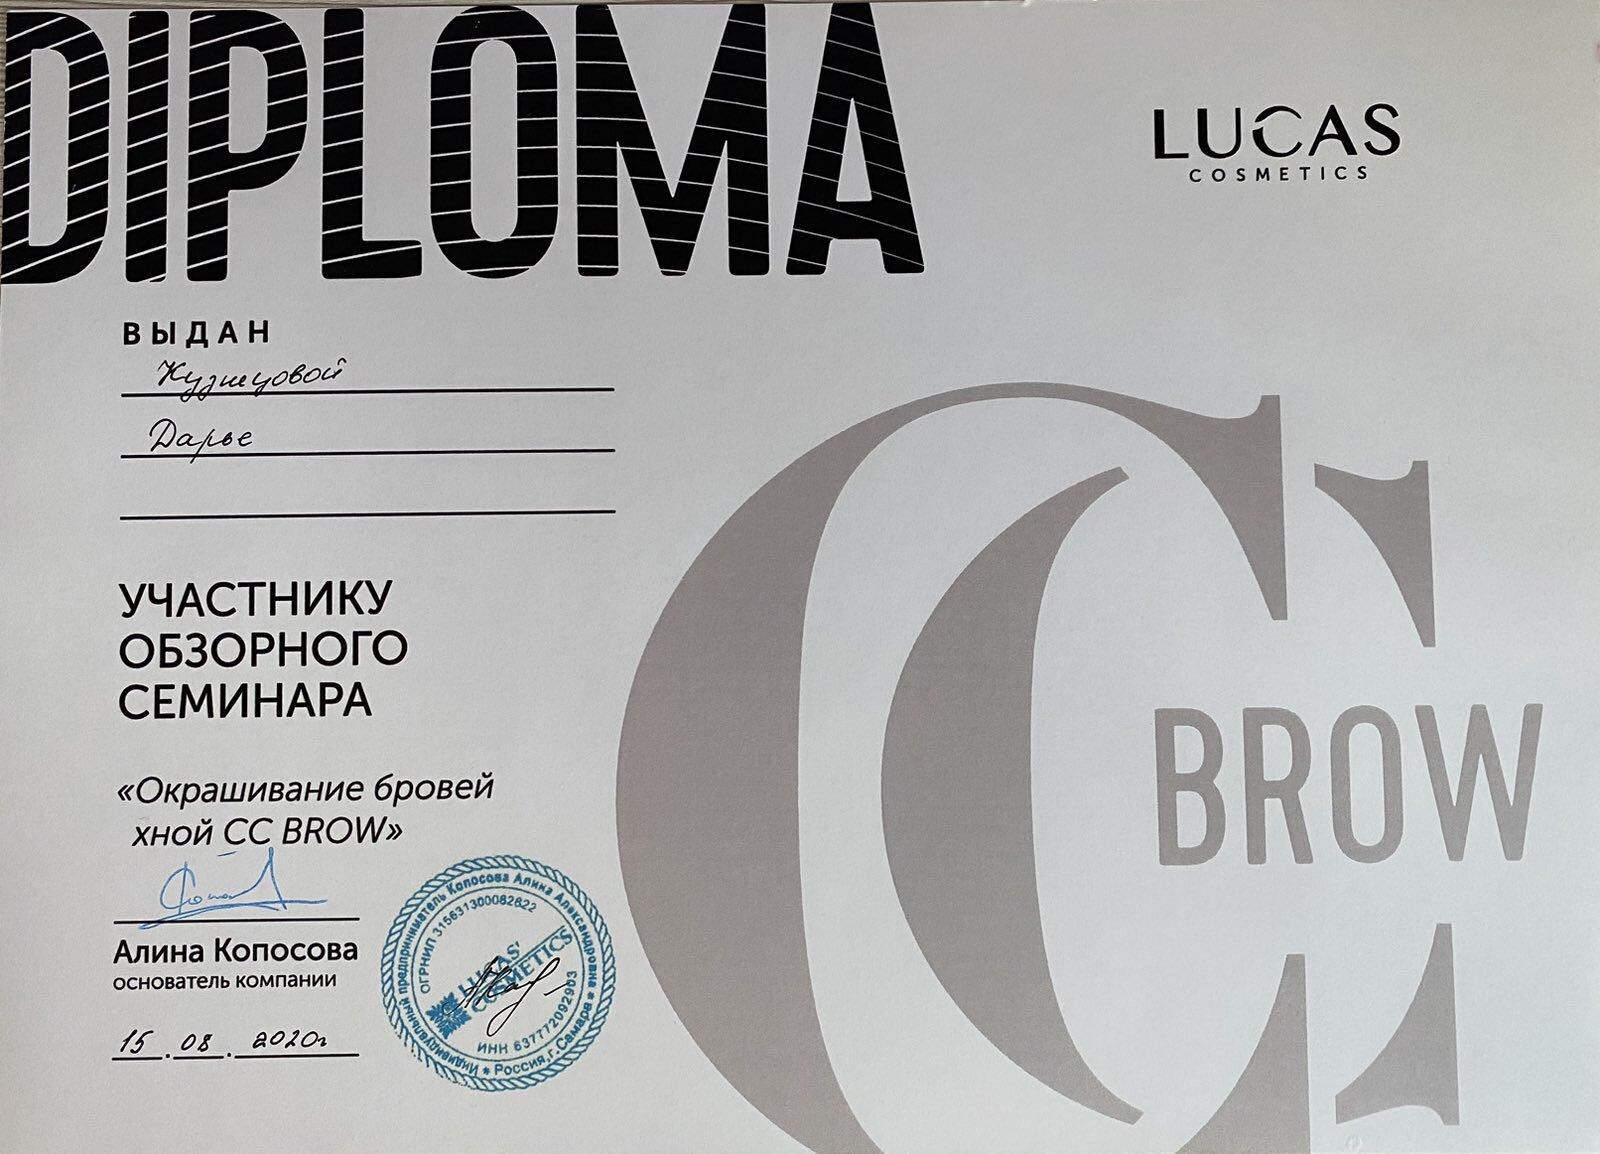 DIPLOMA
LUCAS
COSMETICS
ВЫДАН
Кузнецовой
Дарье
УЧАСТНИКУ
ОБЗОРНОГО
СЕМИНАРА
«Окрашивание бровей
хной CC BROW»
CC
BROW
Алина Копосова
основатель компании
15.08.2020г
Индивидуальный предприниматель Копосова Алина Александровна * Россия, г. Самара *
ОГРНИП 315631300082622
LUCAS'
COSMETICS
ИНН 637772092903